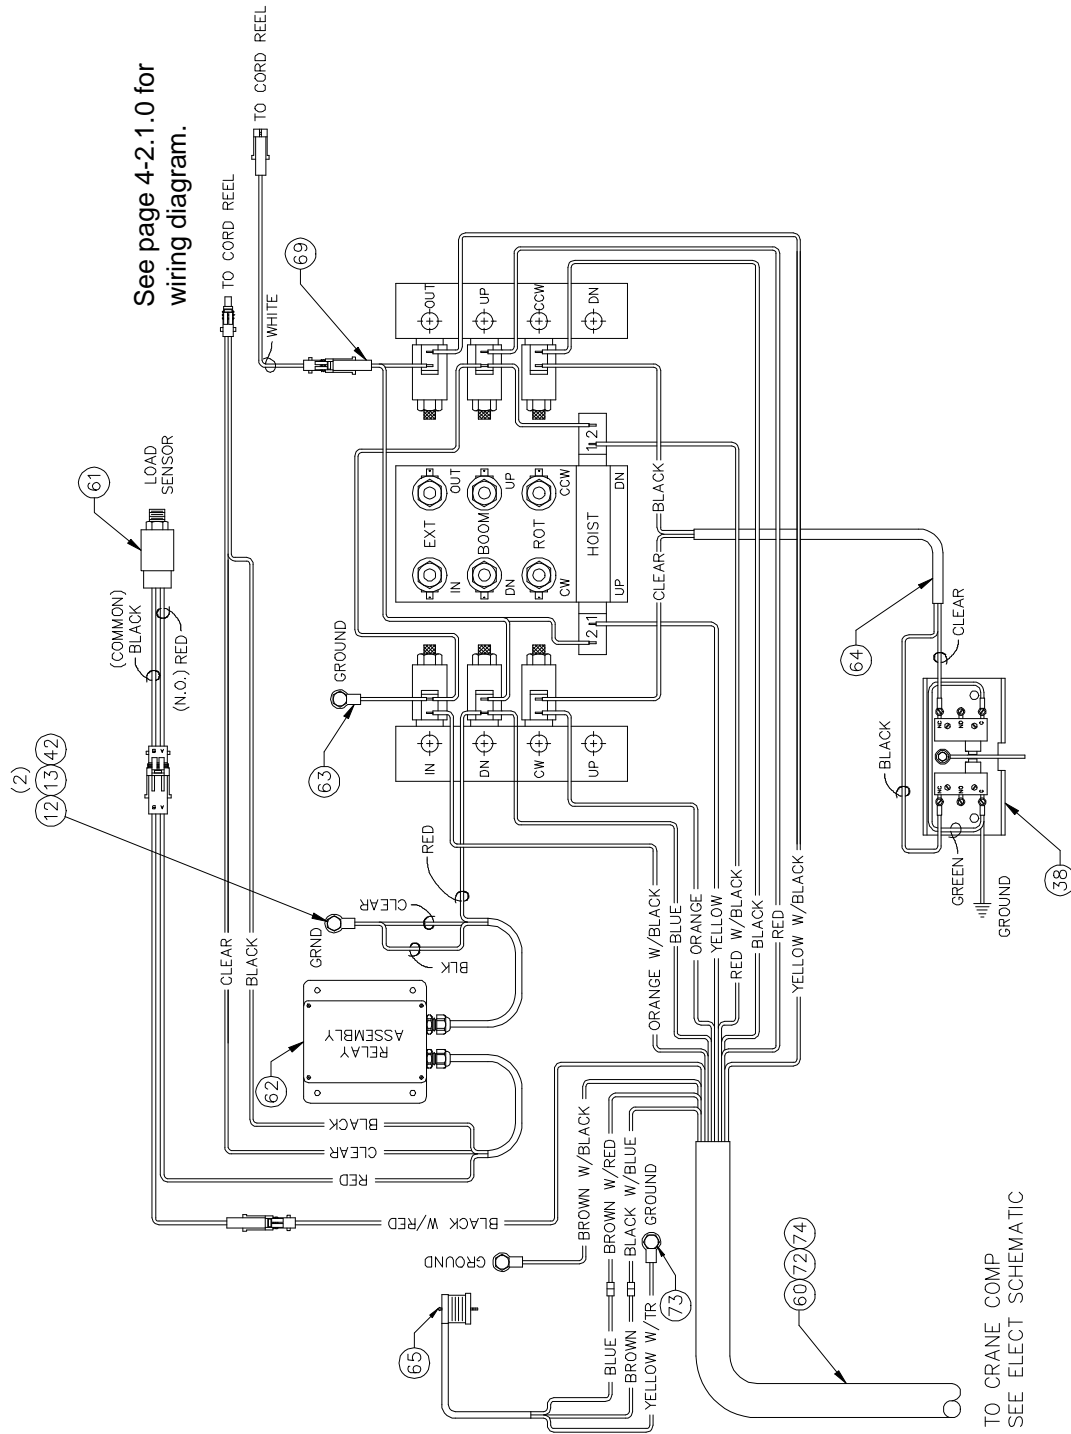 See page 4-2.1.0 for
wiring diagram.
TO CORD REEL
TO CORD REEL
WHITE
69
61
LOAD
SENSOR
(COMMON)
BLACK
(N.O.) RED
B
A
B
A
(2)
12 13 42
OUT
UP
CCW
DN
EXT
OUT
IN
BOOM
UP
DN
ROT
CCW
CW
HOIST
DN
UP
1 2
2 1
GROUND
63
IN
DN
CW
UP
BLACK
CLEAR
64
CLEAR
BLACK
GREEN
GROUND
38
NC
NO
C
NC
NO
C
RED
CLEAR
BLK
GRND
CLEAR
BLACK
RELAY
ASSEMBLY
62
BLACK
CLEAR
RED
BLACK W/RED
ORANGE W/BLACK
BLUE
ORANGE
YELLOW
RED W/BLACK
BLACK
RED
YELLOW W/BLACK
BROWN W/BLACK
BROWN W/RED
BLACK W/BLUE
GROUND
GROUND
73
65
BLUE
BROWN
YELLOW W/TR
60 72 74
TO CRANE COMP
SEE ELECT SCHEMATIC